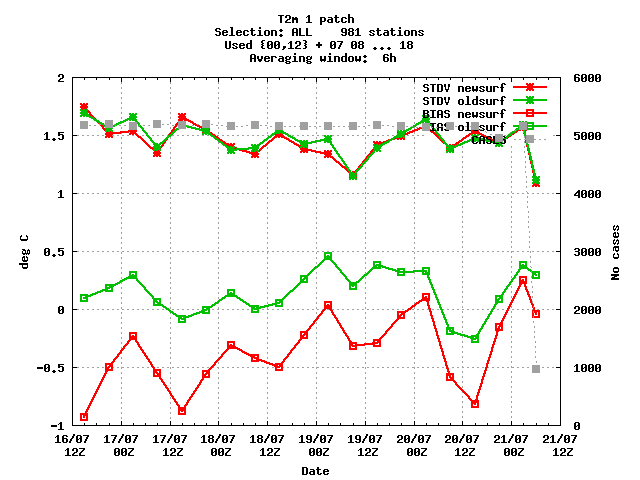 T2m 1 patch
Selection: ALL    981 stations
Used {00,12} + 07 08 ... 18
Averaging window:  6h
2
1.5
1
0.5
0
-0.5
-1
deg C
6000
5000
4000
3000
2000
1000
0
No cases
STDV newsurf
STDV oldsurf
BIAS newsurf
BIAS oldsurf
CASES
16/07 17/07 17/07 18/07 18/07 19/07 19/07 20/07 20/07 21/07 21/07
12Z 00Z 12Z 00Z 12Z 00Z 12Z 00Z 12Z 00Z 12Z
Date